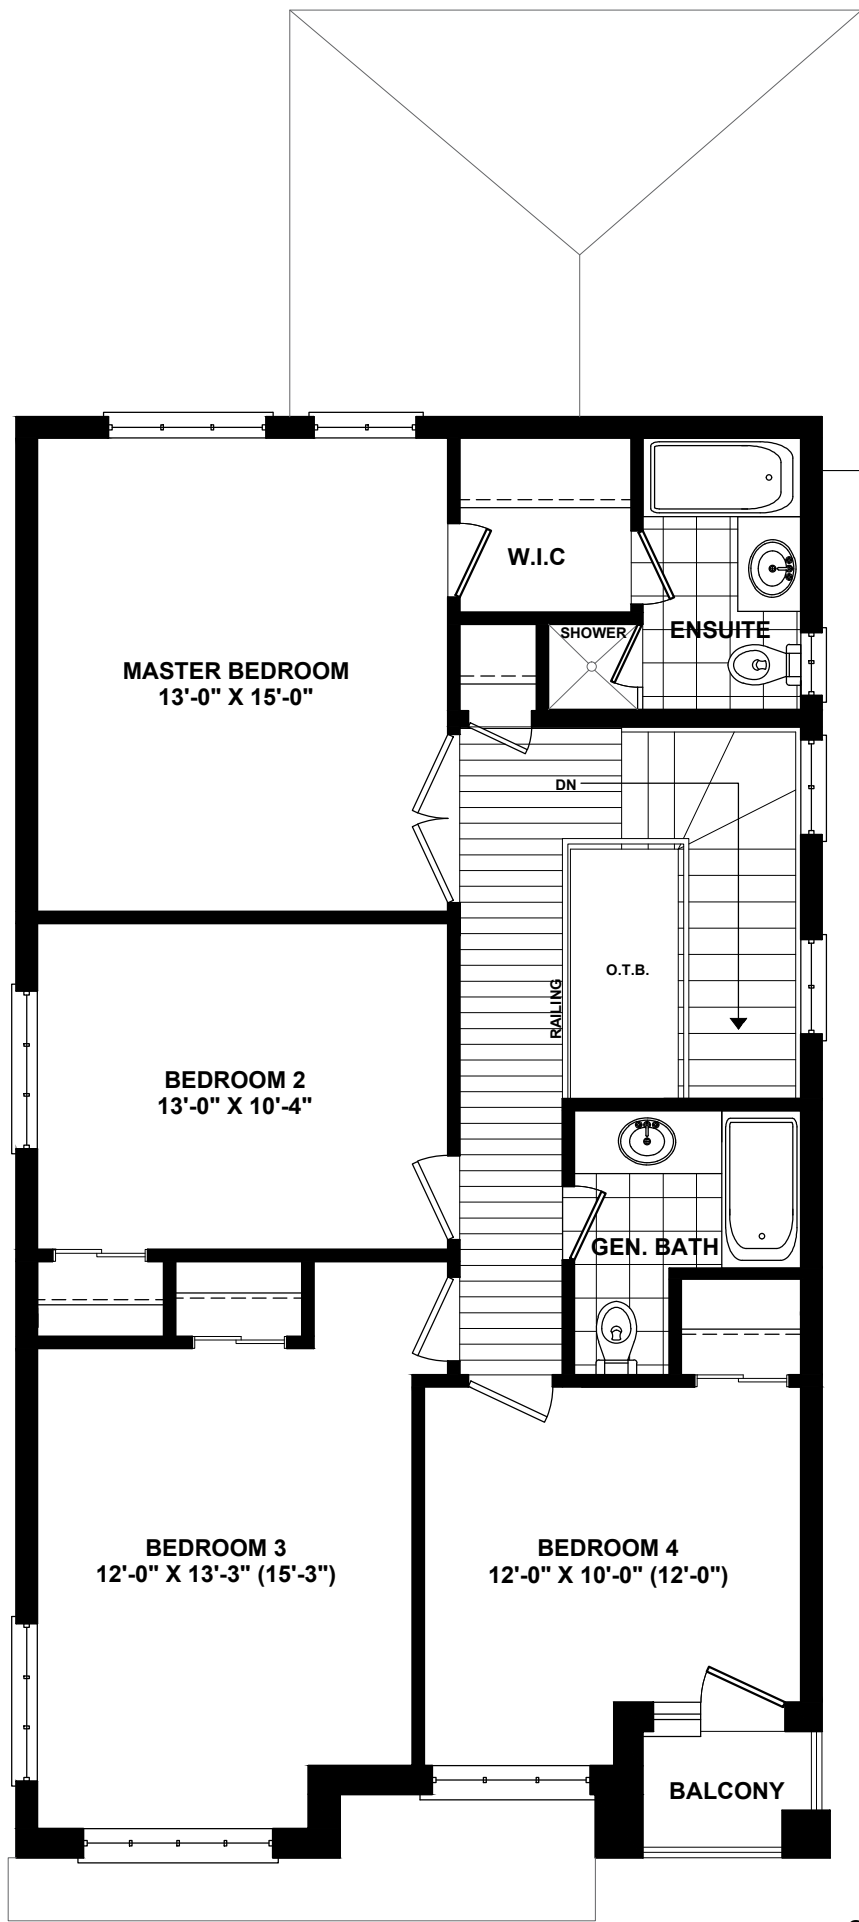 W.I.C
SHOWER
ENSUITE
MASTER BEDROOM
13'-0" X 15'-0"
DN
O.T.B.
RAILING
BEDROOM 2
13'-0" X 10'-4"
GEN. BATH
BEDROOM 3
12'-0" X 13'-3" (15'-3")
BEDROOM 4
12'-0" X 10'-0" (12'-0")
BALCONY